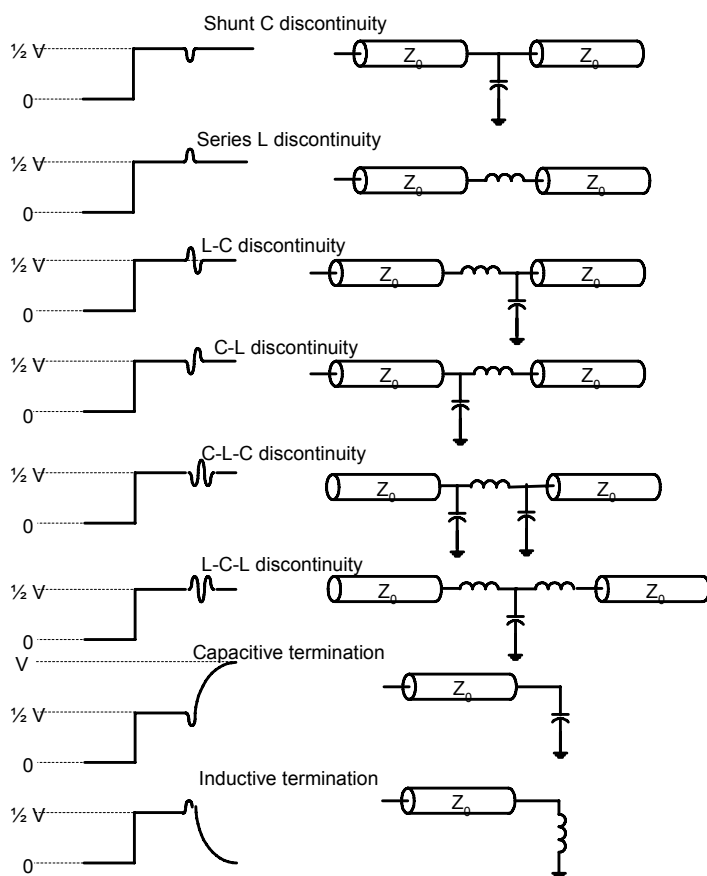 Shunt C discontinuity
½ V
0
Z₀ Z₀
Series L discontinuity
½ V
0
Z₀ Z₀
L-C discontinuity
½ V
0
Z₀ Z₀
C-L discontinuity
½ V
0
Z₀ Z₀
C-L-C discontinuity
½ V
0
Z₀ Z₀
L-C-L discontinuity
½ V
0
Z₀ Z₀
Capacitive termination
V
½ V
0
Z₀
Inductive termination
½ V
0
Z₀